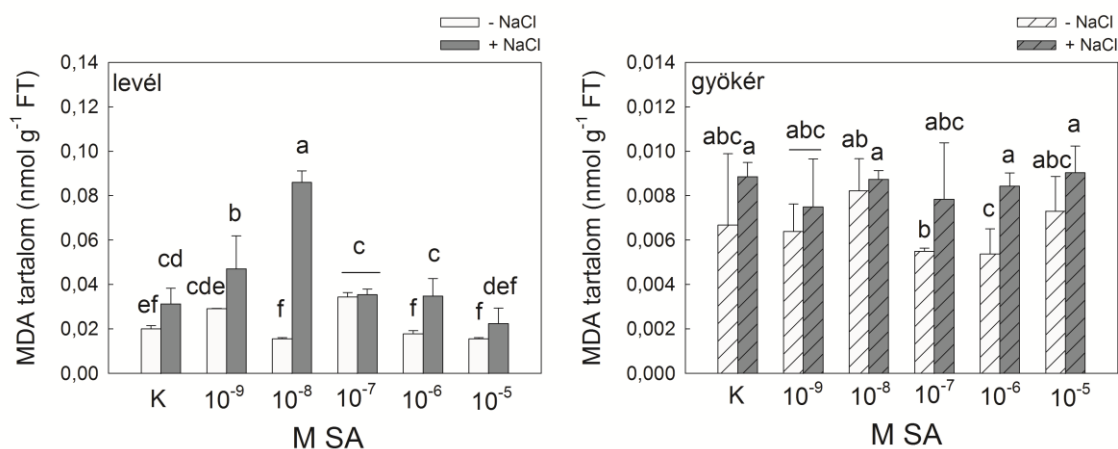 - NaCl
+ NaCl
levél
MDA tartalom (nmol g⁻¹ FT)
0,14
0,12
0,10
0,08
0,06
0,04
0,02
0,00
ef
cd
cde
b
f
a
c
f
c
f
def
K
10⁻⁹
10⁻⁸
10⁻⁷
10⁻⁶
10⁻⁵
M SA
- NaCl
+ NaCl
gyökér
MDA tartalom (nmol g⁻¹ FT)
0,014
0,012
0,010
0,008
0,006
0,004
0,002
0,000
abc
a
abc
ab
a
b
abc
c
a
abc
a
K
10⁻⁹
10⁻⁸
10⁻⁷
10⁻⁶
10⁻⁵
M SA